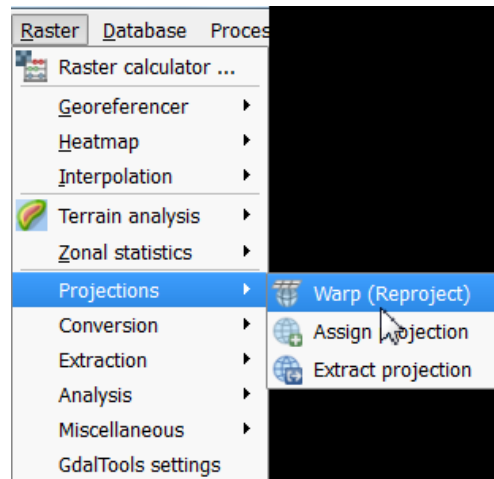 Raster Database Proces
Raster calculator ...
Georeferencer
Heatmap
Interpolation
Terrain analysis
Zonal statistics
Projections
Warp (Reproject)
Conversion
Assign Projection
Extraction
Extract projection
Analysis
Miscellaneous
GdalTools settings